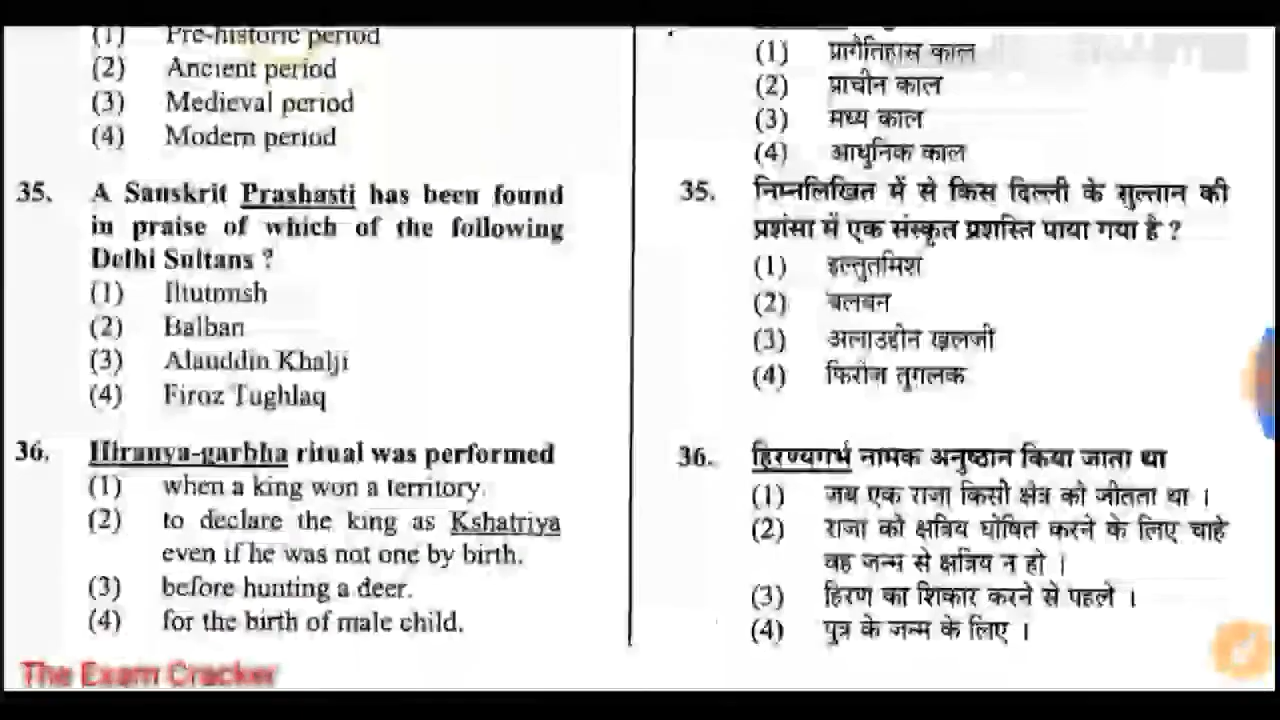 (1) Pre-historic period
(2) Ancient period
(3) Medieval period
(4) Modern period
35. A Sanskrit Prashasti has been found
in praise of which of the following
Delhi Sultans ?
(1) Iltutmish
(2) Balban
(3) Alauddin Khalji
(4) Firoz Tughlaq
36. Hiranya-garbha ritual was performed
(1) when a king won a territory.
(2) to declare the king as Kshatriya
even if he was not one by birth.
(3) before hunting a deer.
(4) for the birth of male child.
The Exam Cracker
(1) प्रागैतिहास काल
(2) प्राचीन काल
(3) मध्य काल
(4) आधुनिक काल
35. निम्नलिखित में से किस दिल्ली के सुल्तान की
प्रशंसा में एक संस्कृत प्रशस्ति पाया गया है ?
(1) इल्तुतमिश
(2) बलबन
(3) अलाउद्दीन खलजी
(4) फिरोज तुगलक
36. हिरण्यगर्भ नामक अनुष्ठान किया जाता था
(1) जब एक राजा किसी क्षेत्र को जीतता था ।
(2) राजा को क्षत्रिय घोषित करने के लिए चाहे
वह जन्म से क्षत्रिय न हो ।
(3) हिरण का शिकार करने से पहले ।
(4) पुत्र के जन्म के लिए ।